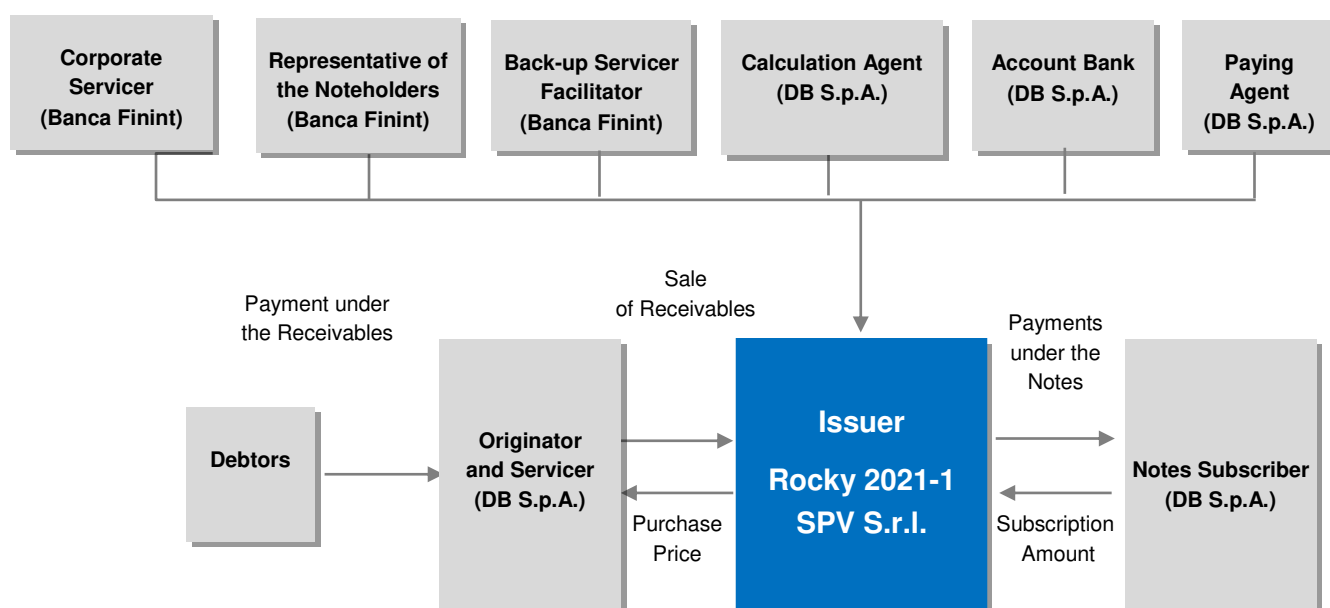 Corporate
Servicer
(Banca Finint)
Representative of
the Noteholders
(Banca Finint)
Back-up Servicer
Facilitator
(Banca Finint)
Calculation Agent
(DB S.p.A.)
Account Bank
(DB S.p.A.)
Paying
Agent
(DB S.p.A.)
Payment under
the Receivables
Sale
of Receivables
Payments
under the
Notes
Debtors
Originator
and Servicer
(DB S.p.A.)
Purchase
Price
Issuer
Rocky 2021-1
SPV S.r.l.
Subscription
Amount
Notes Subscriber
(DB S.p.A.)